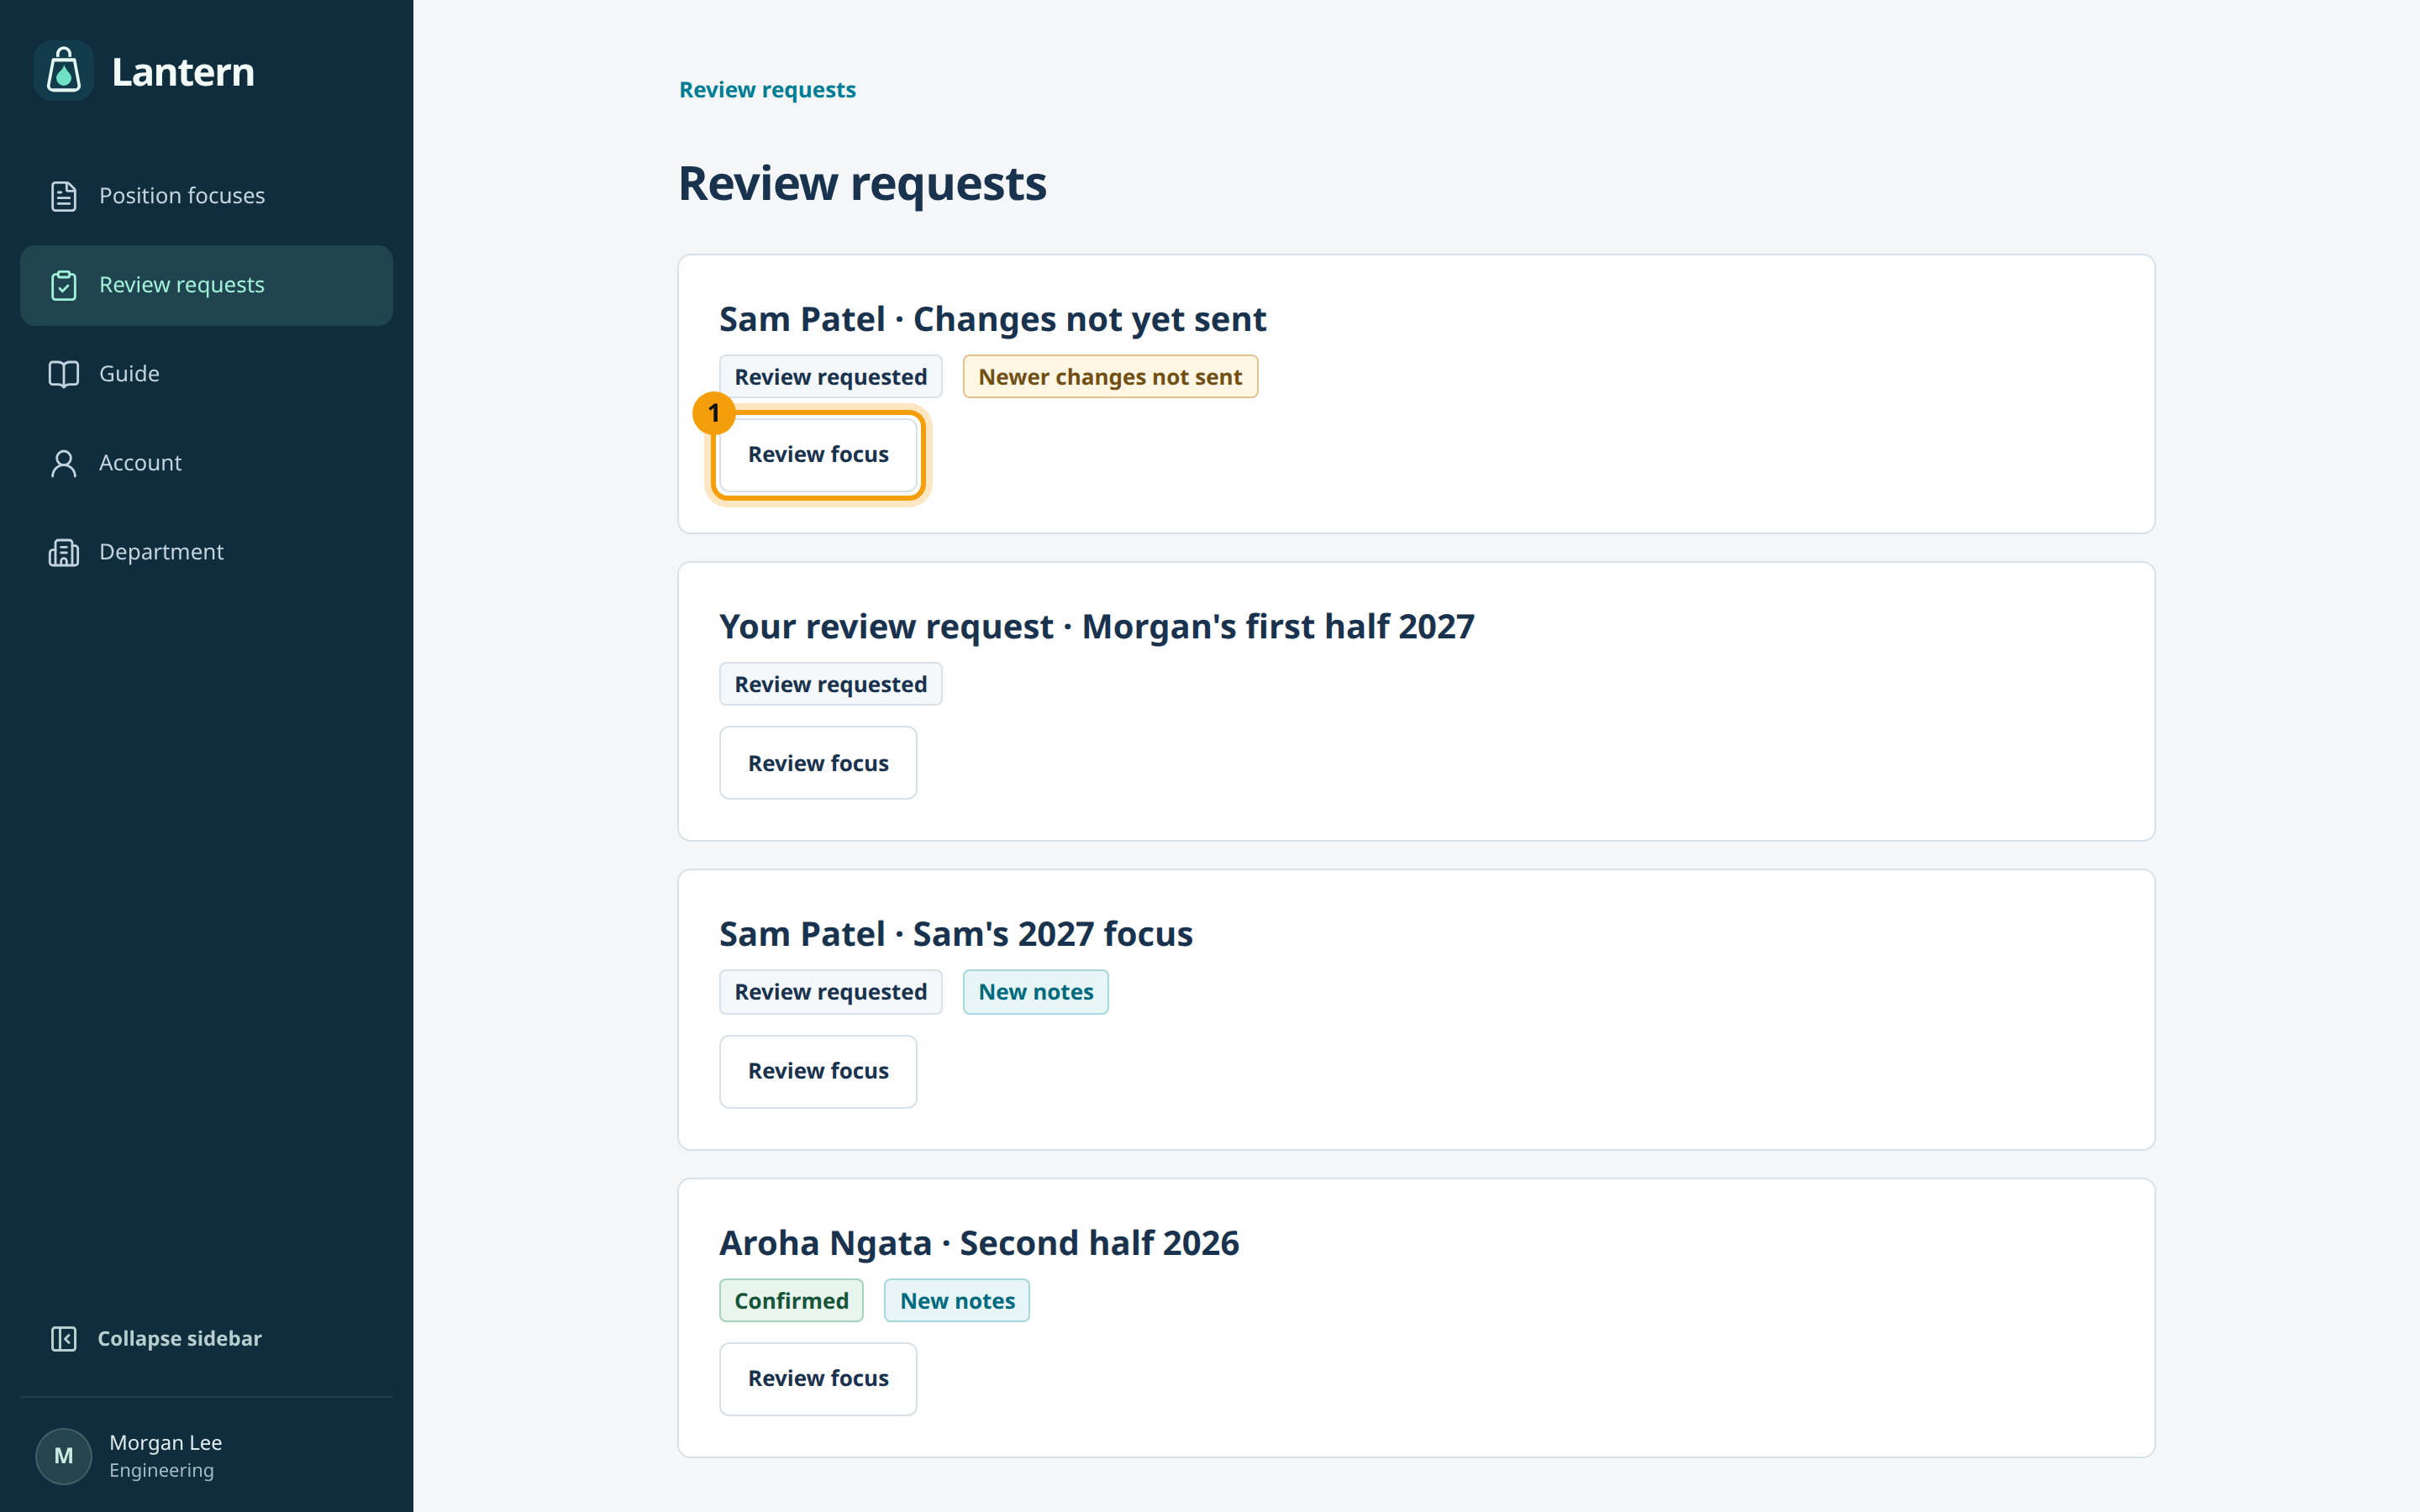 Lantern
Position focuses
Review requests
Guide
Account
Department
Collapse sidebar
M
Morgan Lee
Engineering
Review requests
Review requests
Sam Patel · Changes not yet sent
Review requested
Newer changes not sent
1
Review focus
Your review request · Morgan's first half 2027
Review requested
Review focus
Sam Patel · Sam's 2027 focus
Review requested
New notes
Review focus
Aroha Ngata · Second half 2026
Confirmed
New notes
Review focus